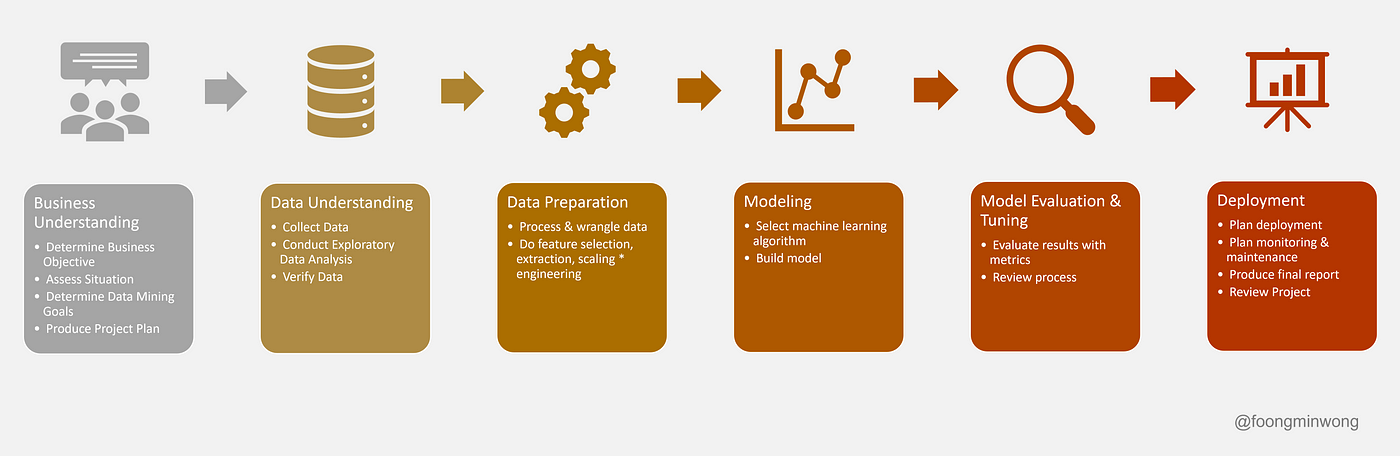 Business
Understanding
• Determine Business
Objective
• Assess Situation
• Determine Data Mining
Goals
• Produce Project Plan
Data Understanding
• Collect Data
• Conduct Exploratory
Data Analysis
• Verify Data
Data Preparation
• Process & wrangle data
• Do feature selection,
extraction, scaling *
engineering
Modeling
• Select machine learning
algorithm
• Build model
Model Evaluation &
Tuning
• Evaluate results with
metrics
• Review process
Deployment
• Plan deployment
• Plan monitoring &
maintenance
• Produce final report
• Review Project
@foongminwong